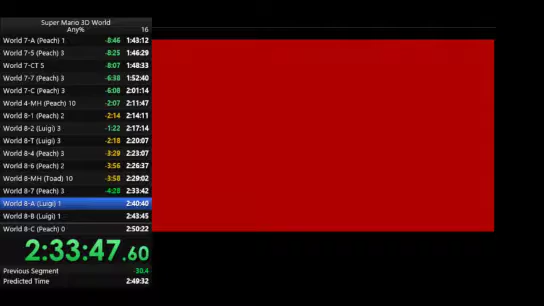 Super Mario 3D World
Any% 16
World 7-A (Peach) 1 -8:46 1:43:12
World 7-5 (Peach) 3 -8:25 1:46:29
World 7-CT 5 -8:07 1:48:33
World 7-7 (Peach) 3 -6:38 1:52:40
World 7-C (Peach) 3 -6:08 2:01:14
World 4-MH (Peach) 10 -2:07 2:11:47
World 8-1 (Peach) 2 -2:14 2:14:11
World 8-2 (Luigi) 3 -1:22 2:17:14
World 8-T (Luigi) 3 -2:18 2:20:07
World 8-4 (Peach) 3 -3:29 2:23:07
World 8-6 (Peach) 2 -3:56 2:26:37
World 8-MH (Toad) 10 -3:58 2:29:02
World 8-7 (Peach) 3 -4:28 2:33:42
World 8-A (Luigi) 1 2:40:40
World 8-B (Luigi) 1 2:43:45
World 8-C (Peach) 0 2:50:22
2:33:47.60
Previous Segment -30.4
Predicted Time 2:49:32